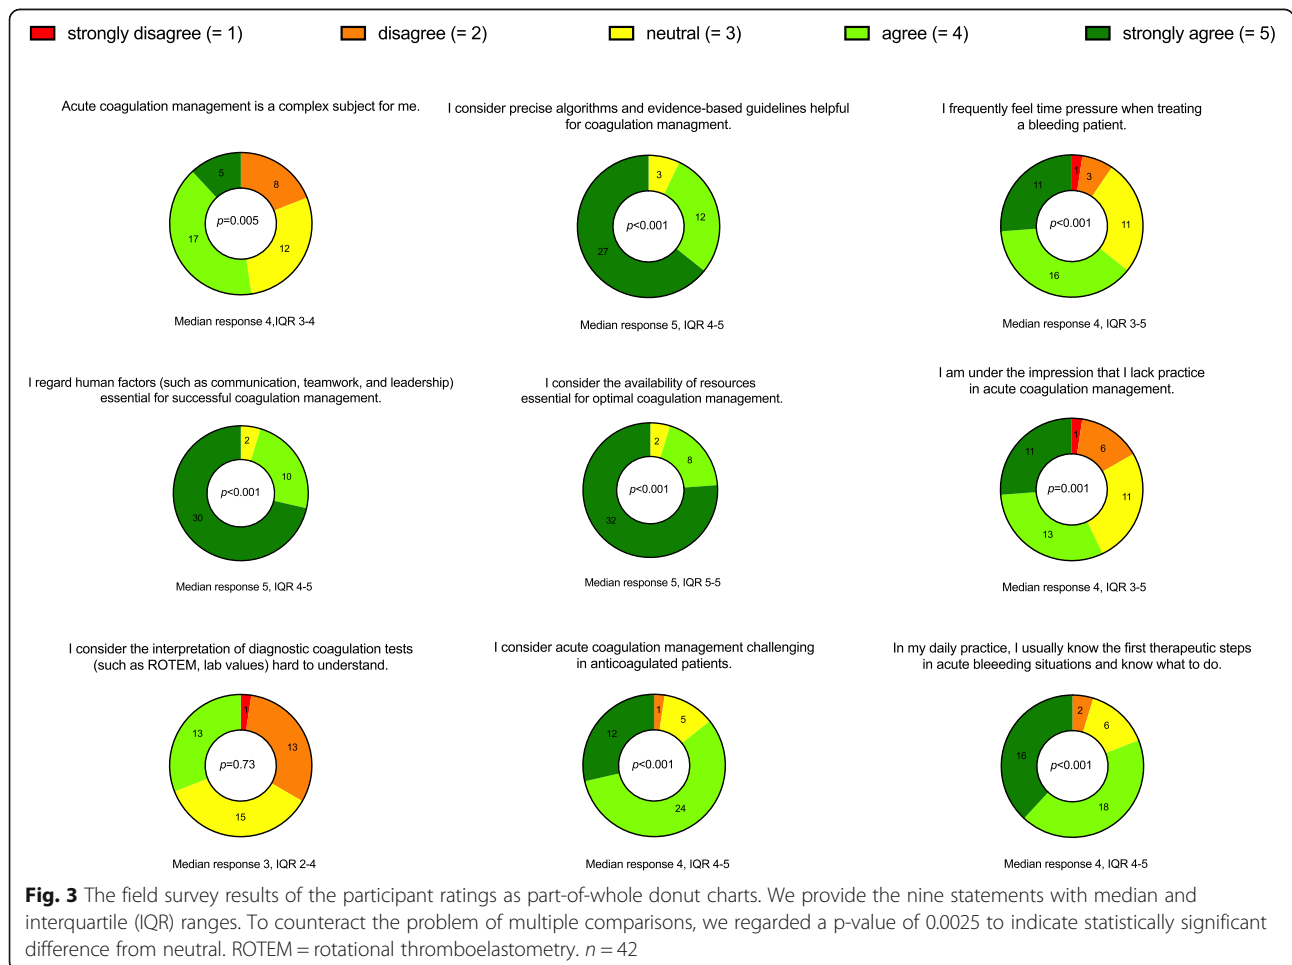 strongly disagree (= 1)
disagree (= 2)
neutral (= 3)
agree (= 4)
strongly agree (= 5)
Acute coagulation management is a complex subject for me.
5
8
p=0.005
17
12
Median response 4,IQR 3-4
I consider precise algorithms and evidence-based guidelines helpful
for coagulation managment.
3
12
p<0.001
27
Median response 5, IQR 4-5
I frequently feel time pressure when treating
a bleeding patient.
1
3
11
p<0.001
11
16
Median response 4, IQR 3-5
I regard human factors (such as communication, teamwork, and leadership)
essential for successful coagulation management.
2
10
p<0.001
30
Median response 5, IQR 4-5
I consider the availability of resources
essential for optimal coagulation management.
2
8
p<0.001
32
Median response 5, IQR 5-5
I am under the impression that I lack practice
in acute coagulation management.
1
6
11
p=0.001
11
13
Median response 4, IQR 3-5
I consider the interpretation of diagnostic coagulation tests
(such as ROTEM, lab values) hard to understand.
1
13
13
p=0.73
15
Median response 3, IQR 2-4
I consider acute coagulation management challenging
in anticoagulated patients.
1
5
12
p<0.001
24
Median response 4, IQR 4-5
In my daily practice, I usually know the first therapeutic steps
in acute bleeeding situations and know what to do.
2
6
16
p<0.001
18
Median response 4, IQR 4-5
Fig. 3 The field survey results of the participant ratings as part-of-whole donut charts. We provide the nine statements with median and
interquartile (IQR) ranges. To counteract the problem of multiple comparisons, we regarded a p-value of 0.0025 to indicate statistically significant
difference from neutral. ROTEM = rotational thromboelastometry. n = 42